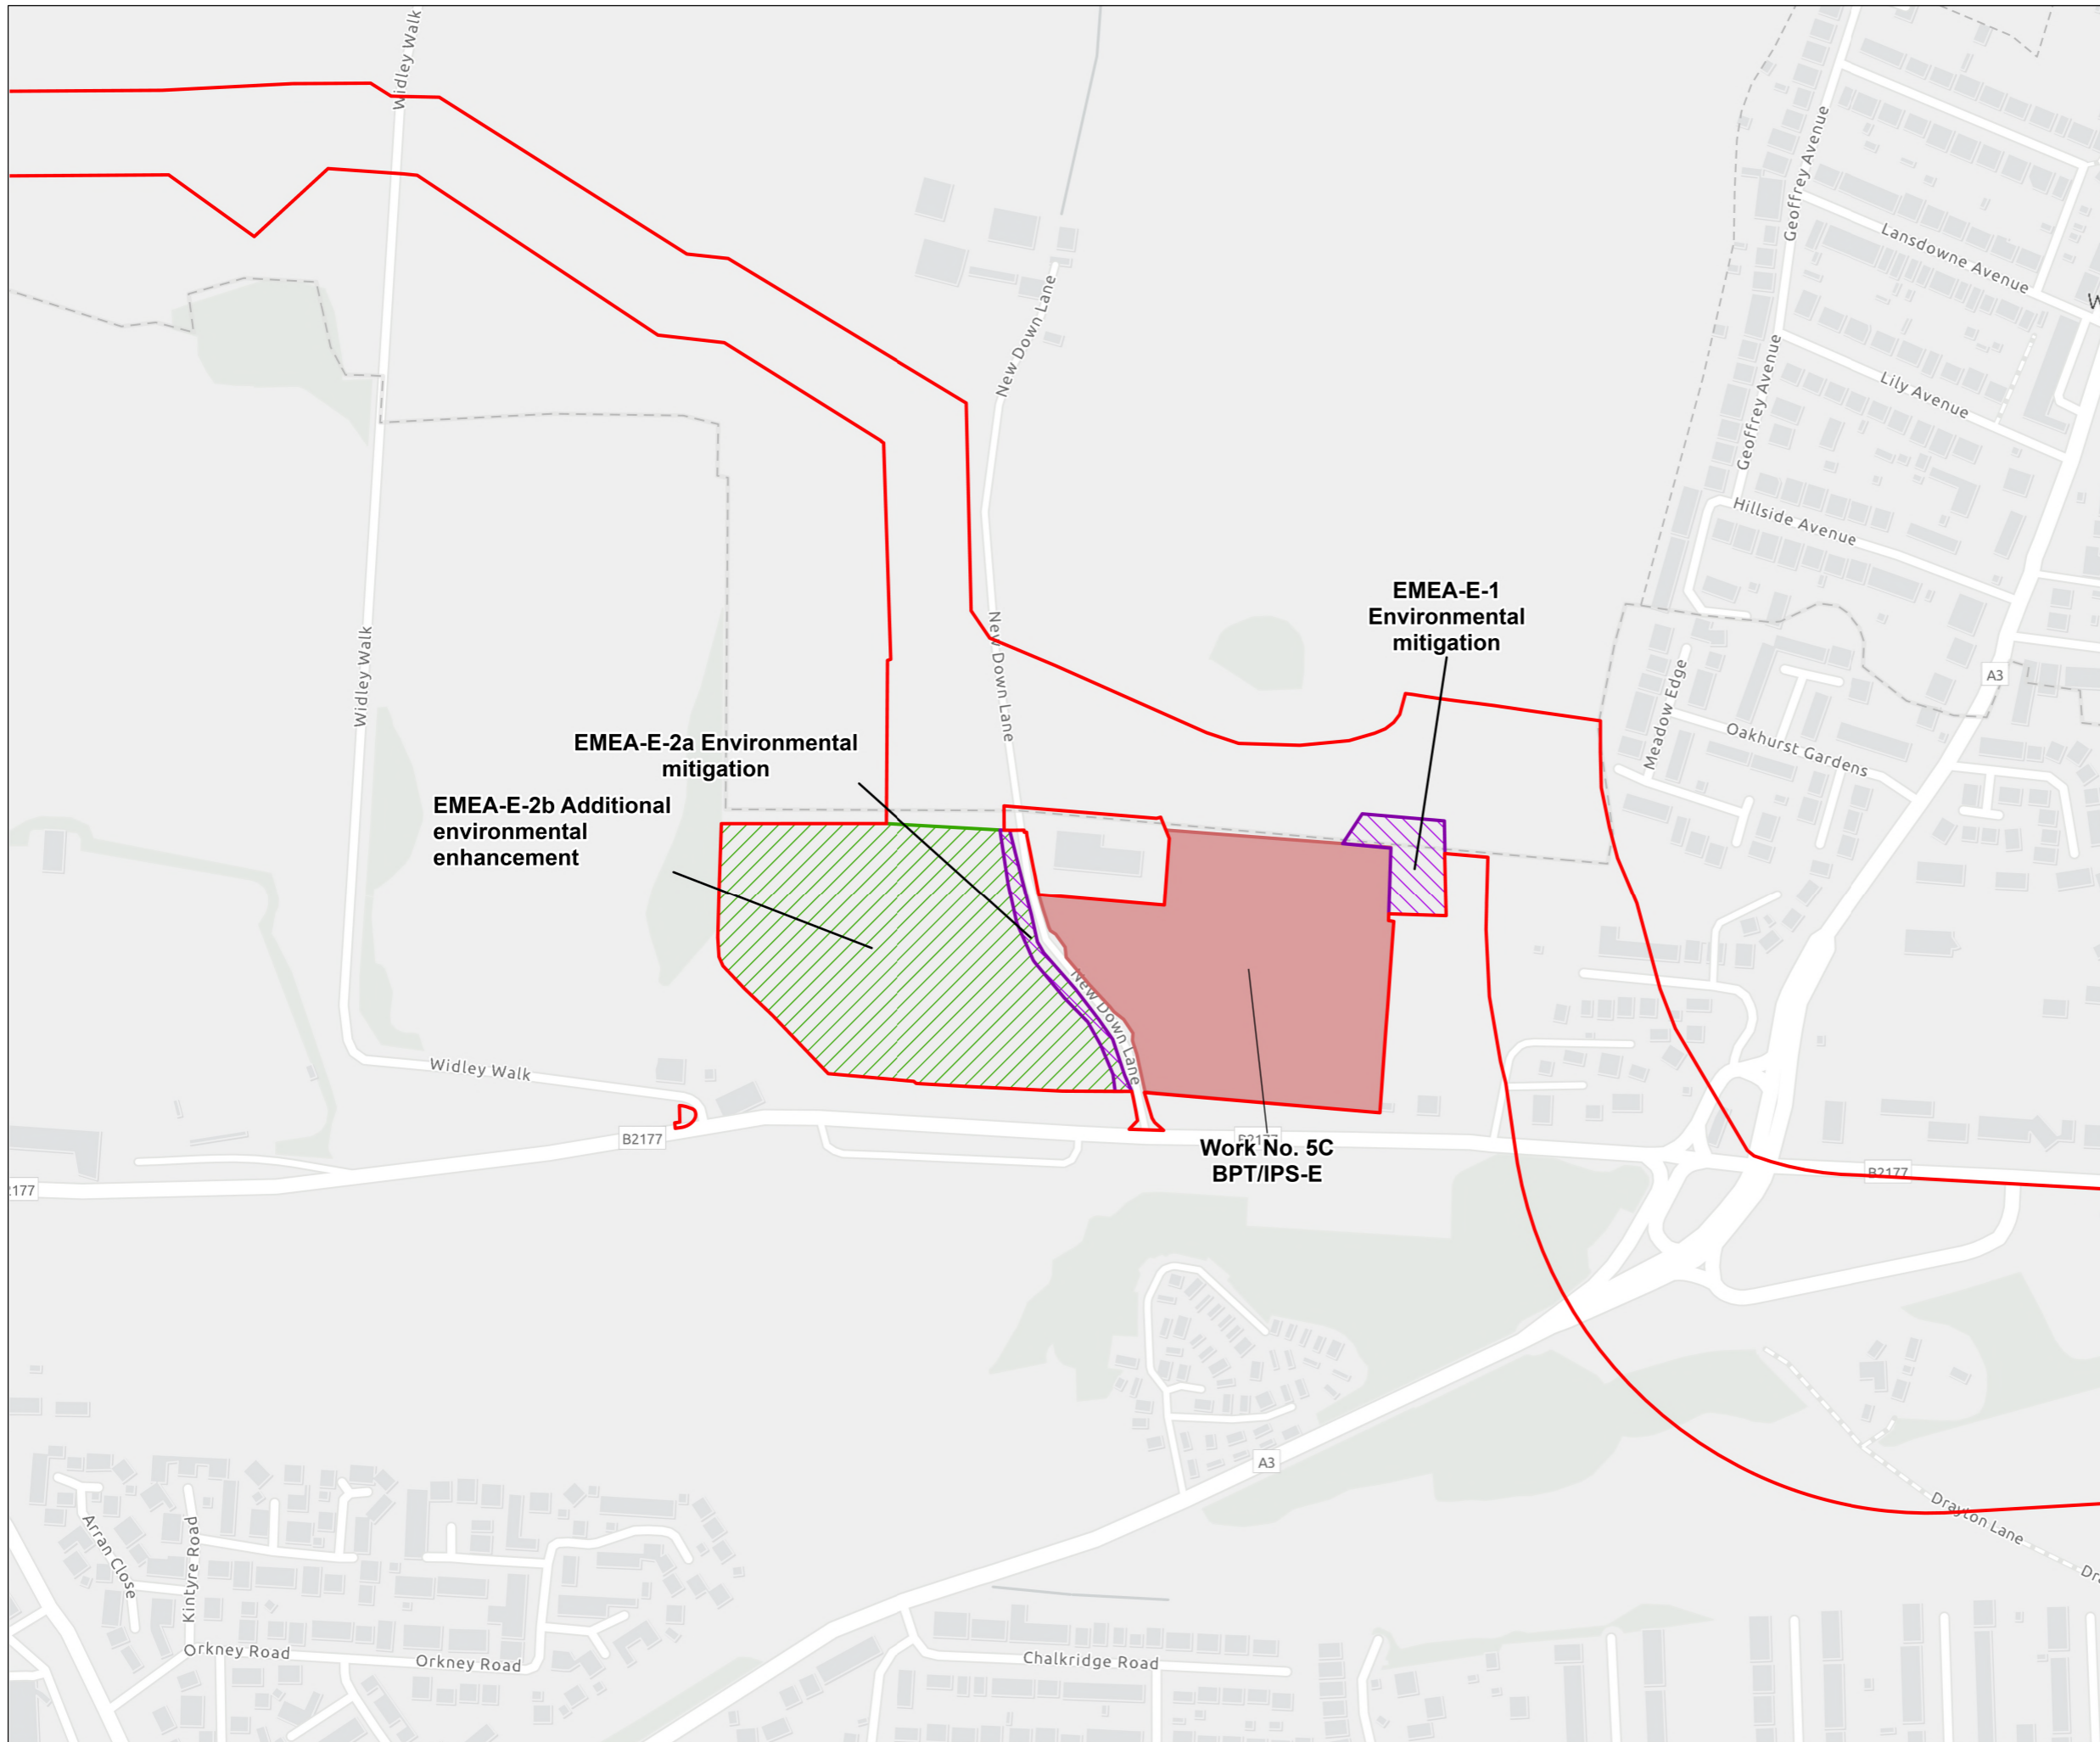 Widley Walk
Geoffrey Avenue
Lansdowne Avenue
W
New Down Lane
Lily Avenue
Geoffrey Avenue
Hillside Avenue
EMEA-E-1
Environmental
mitigation
New Down Lane
Widley Walk
A3
Meadow Edge
Oakhurst Gardens
EMEA-E-2a Environmental
mitigation
EMEA-E-2b Additional
environmental
enhancement
New Down Lane
Widley Walk
B2177
B2177
Work No. 5C
BPT/IPS-E
B2177
2177
A3
Drayton Lane
Dra
Arran Close
Kintyre Road
Orkney Road
Orkney Road
Chalkridge Road